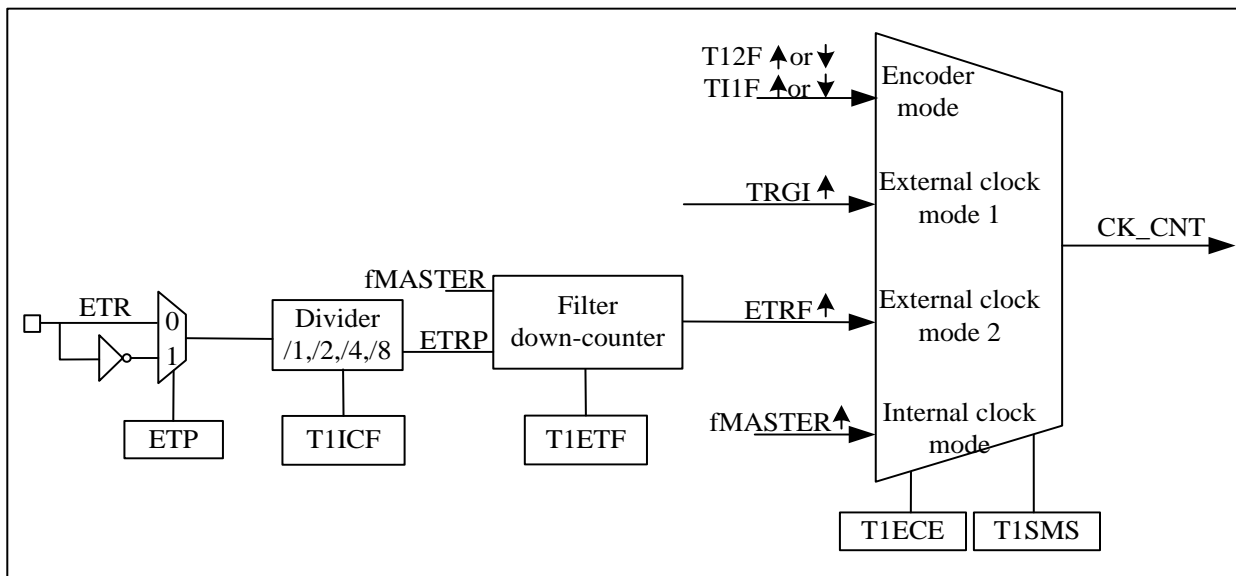 T12F ↑ or ↓
TI1F ↑ or ↓
Encoder
mode
TRGI ↑
External clock
mode 1
CK_CNT
fMASTER
ETR
0
1
Divider
/1,/2,/4,/8
ETRP
Filter
down-counter
ETRF ↑
External clock
mode 2
fMASTER ↑
Internal clock
mode
ETP
T1ICF
T1ETF
T1ECE
T1SMS